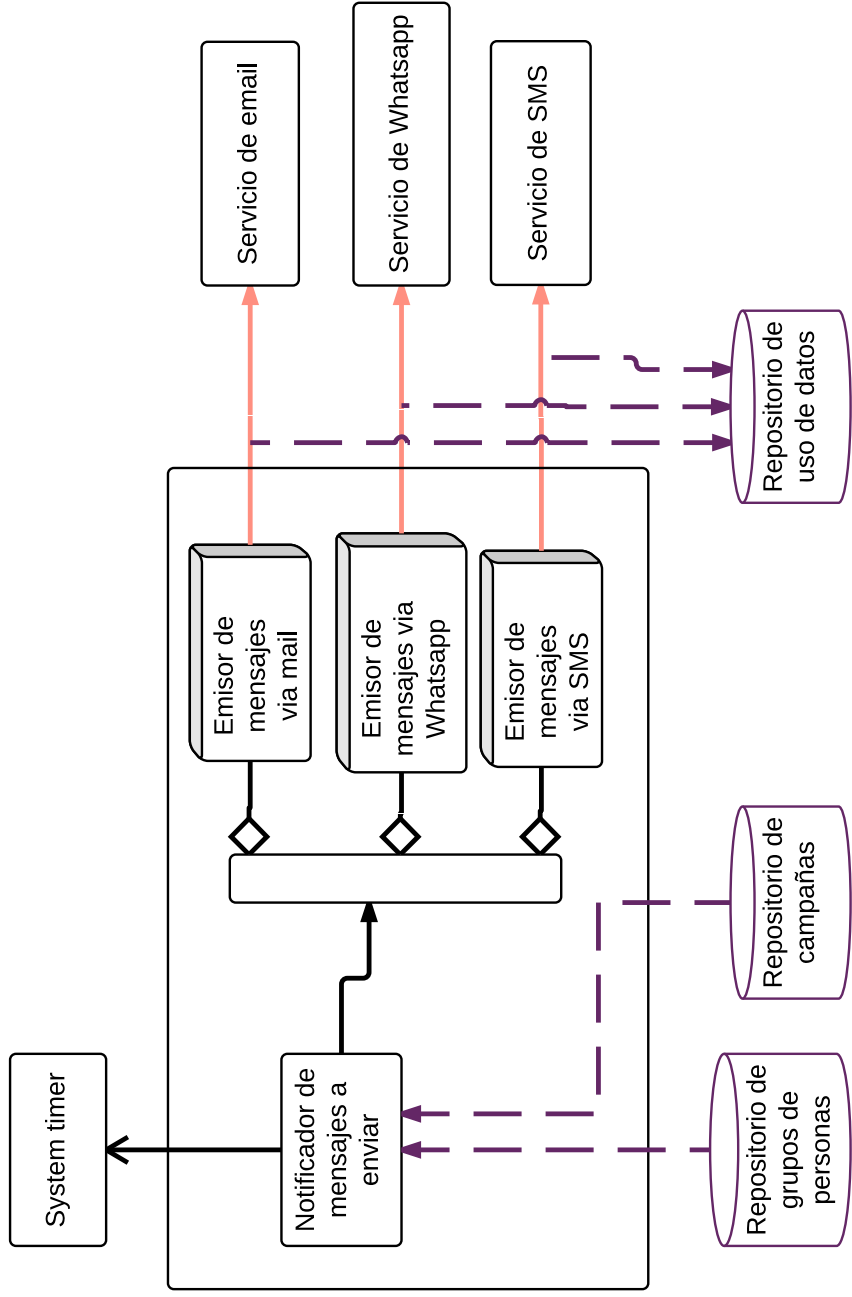 System timer
Notificador de
mensajes a
enviar
Repositorio de
grupos de
personas
Repositorio de
campañas
Emisor de
mensajes
via mail
Emisor de
mensajes via
Whatsapp
Emisor de
mensajes
via SMS
Servicio de email
Servicio de Whatsapp
Servicio de SMS
Repositorio de
uso de datos